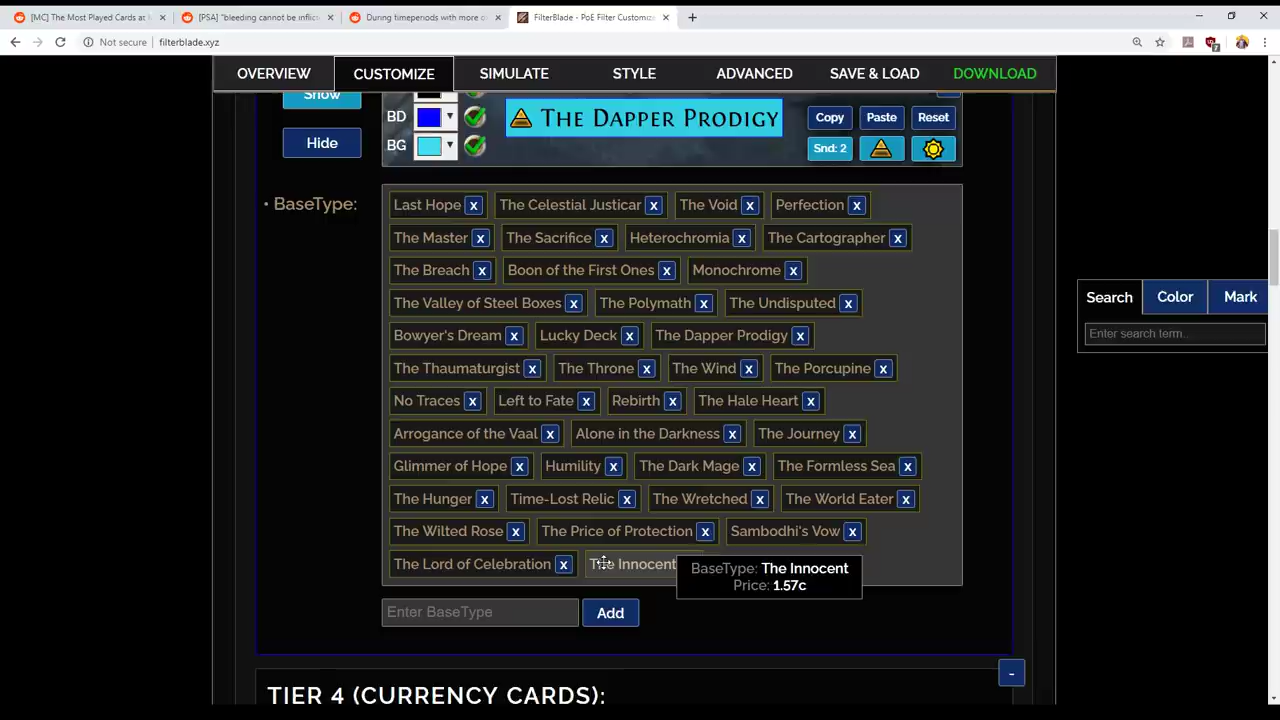 [MC] The Most Played Cards at M × [PSA] "bleeding cannot be inflic × During timeperiods with more o × FilterBlade - PoE Filter Customize × +
Not secure | filterblade.xyz 7
OVERVIEW CUSTOMIZE SIMULATE STYLE ADVANCED SAVE & LOAD DOWNLOAD
Show
BD The Dapper Prodigy Copy Paste Reset
Hide
BG Snd: 2
• BaseType:
Last Hope x The Celestial Justicar x The Void x Perfection x
The Master x The Sacrifice x Heterochromia x The Cartographer x
The Breach x Boon of the First Ones x Monochrome x
Search Color Mark
The Valley of Steel Boxes x The Polymath x The Undisputed x
Enter search term..
Bowyer's Dream x Lucky Deck x The Dapper Prodigy x
The Thaumaturgist x The Throne x The Wind x The Porcupine x
No Traces x Left to Fate x Rebirth x The Hale Heart x
Arrogance of the Vaal x Alone in the Darkness x The Journey x
Glimmer of Hope x Humility x The Dark Mage x The Formless Sea x
The Hunger x Time-Lost Relic x The Wretched x The World Eater x
The Wilted Rose x The Price of Protection x Sambodhi's Vow x
The Lord of Celebration x The Innocent
BaseType: The Innocent
Price: 1.57c
Enter BaseType Add
-
TIER 4 (CURRENCY CARDS):